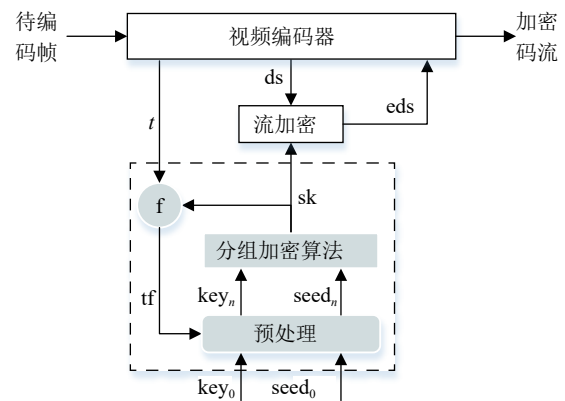 待编
码帧
视频编码器
加密
码流
ds
t
流加密
eds
f
sk
分组加密算法
tf
keyₙ
seedₙ
预处理
key₀
seed₀